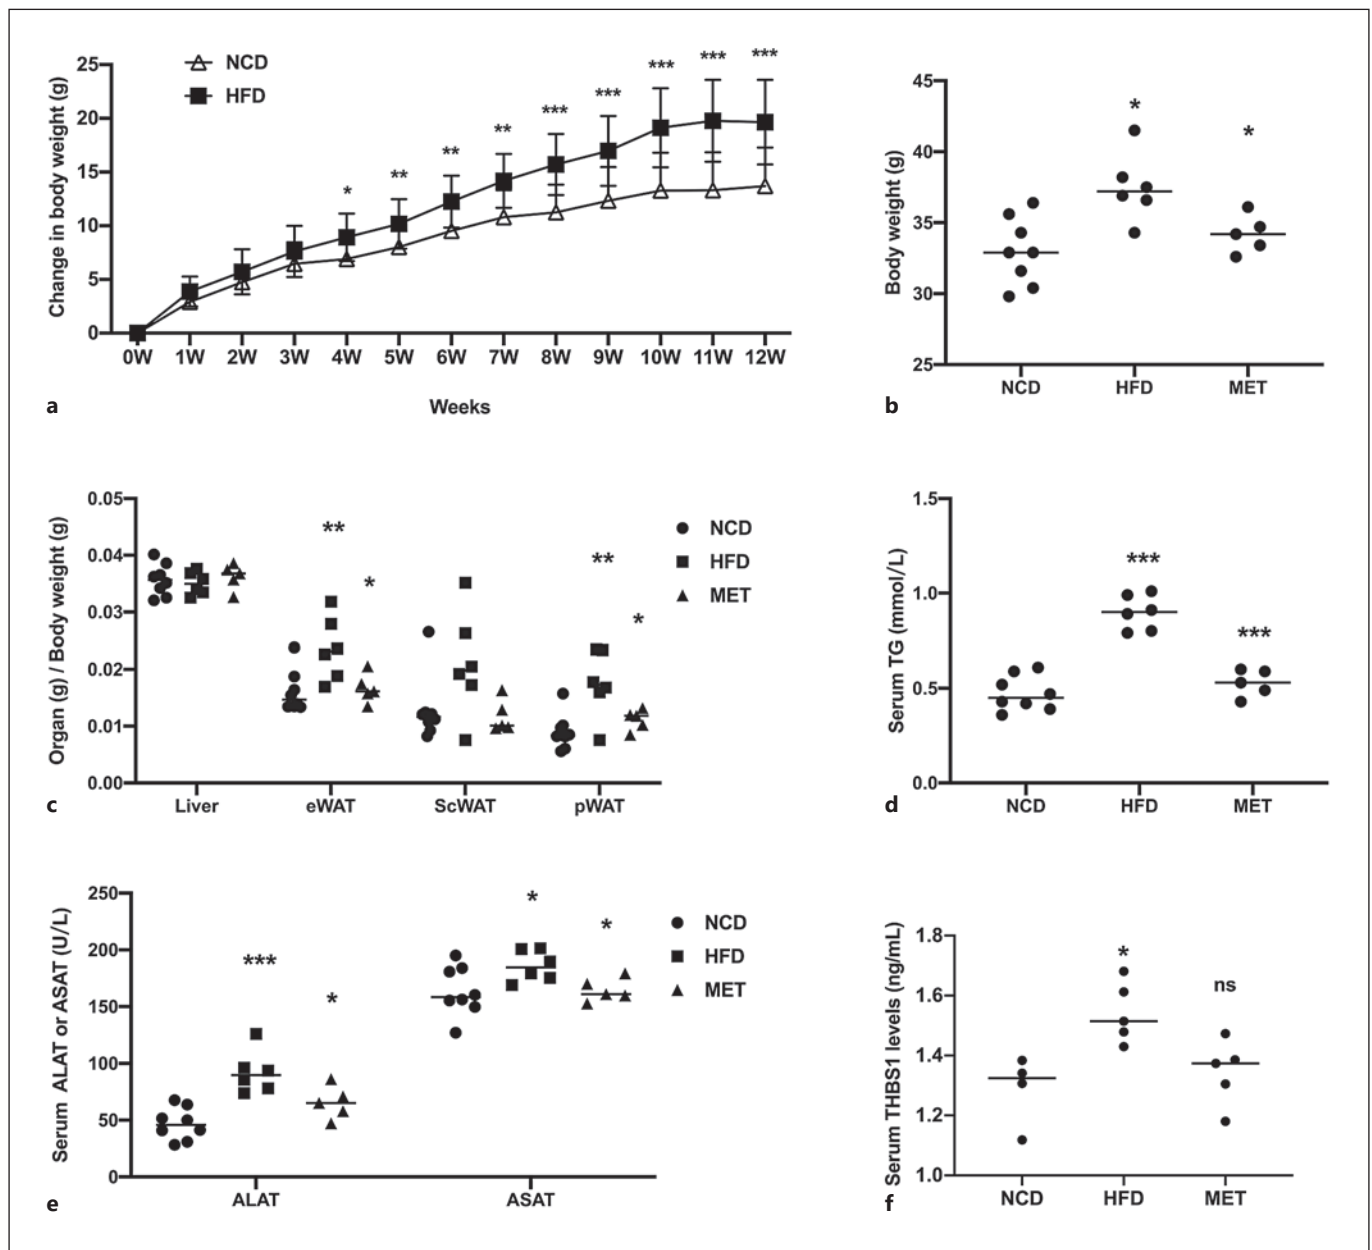 NCD
HFD
Change in body weight (g)
25
20
15
10
5
0
* ** ** ** *** *** *** *** ***
0W 1W 2W 3W 4W 5W 6W 7W 8W 9W 10W 11W 12W
Weeks
a
Body weight (g)
45
40
35
30
25
* *
NCD HFD MET
b
Organ (g) / Body weight (g)
0.05
0.04
0.03
0.02
0.01
0.00
** * ** *
NCD
HFD
MET
Liver eWAT ScWAT pWAT
c
Serum TG (mmol/L)
1.5
1.0
0.5
0.0
*** ***
NCD HFD MET
d
Serum ALAT or ASAT (U/L)
250
200
150
100
50
0
*** * * *
NCD
HFD
MET
ALAT ASAT
e
Serum THBS1 levels (ng/mL)
1.8
1.6
1.4
1.2
1.0
* ns
NCD HFD MET
f